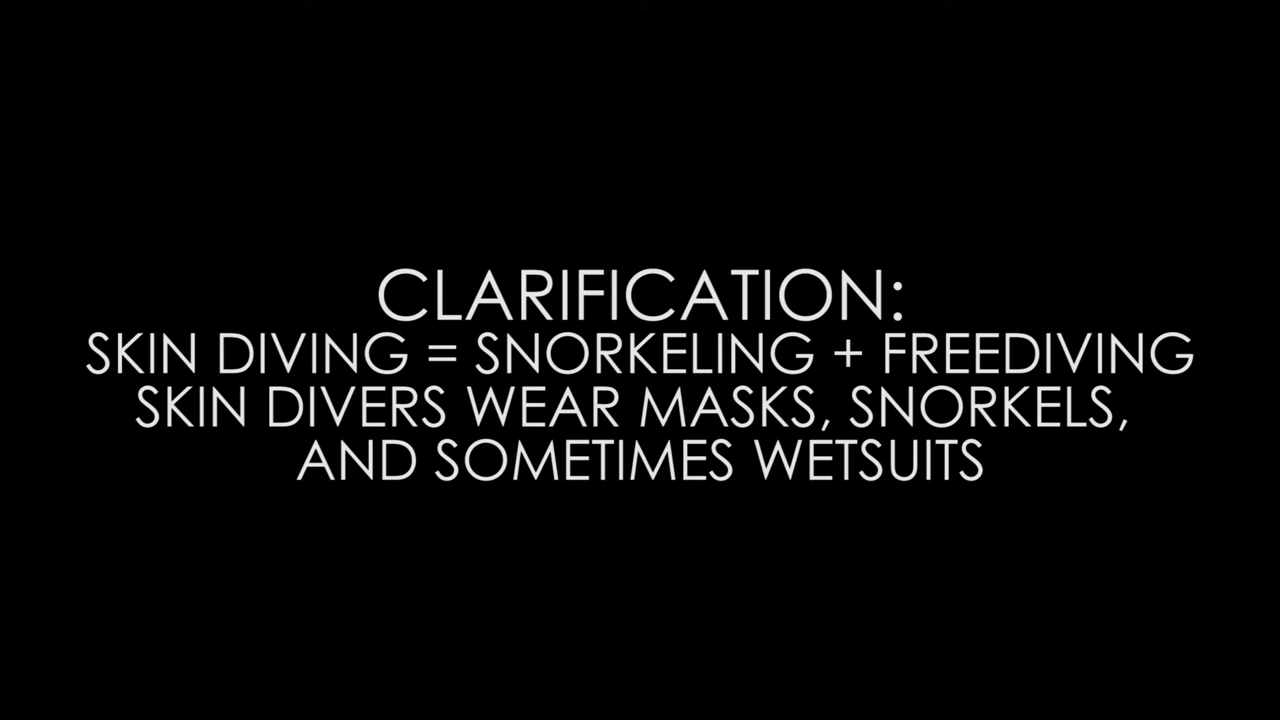 CLARIFICATION:
SKIN DIVING = SNORKELING + FREEDIVING
SKIN DIVERS WEAR MASKS, SNORKELS,
AND SOMETIMES WETSUITS